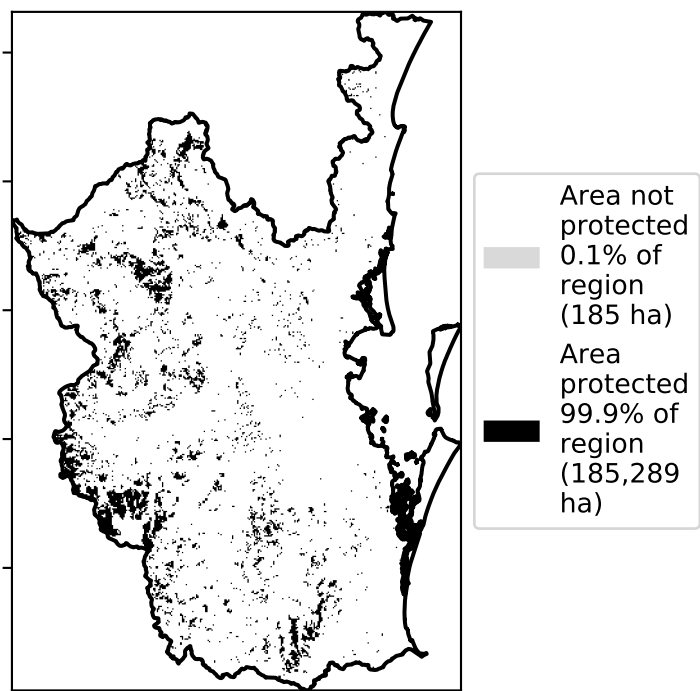 Area not
protected
0.1% of
region
(185 ha)
Area
protected
99.9% of
region
(185,289
ha)